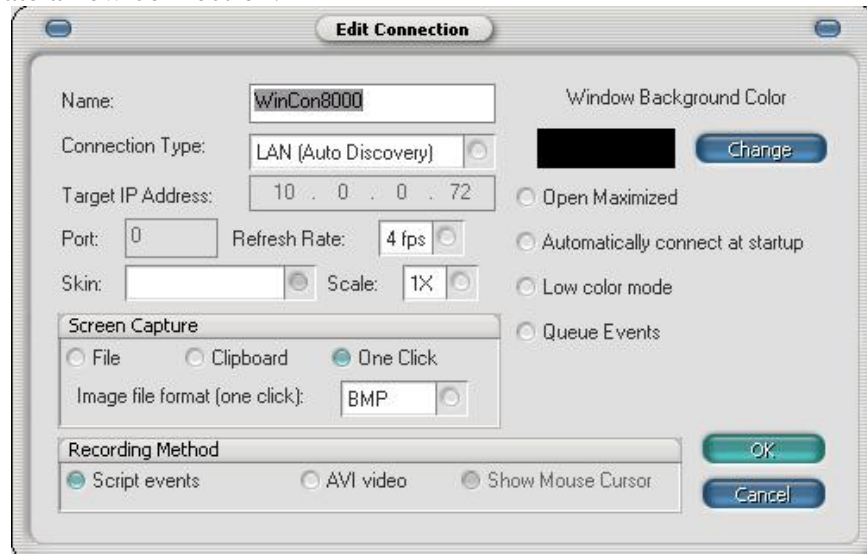 Edit Connection
Name: WinCon8000
Window Background Color
Connection Type: LAN (Auto Discovery)
Change
Target IP Address: 10 . 0 . 0 . 72
Open Maximized
Port: 0 Refresh Rate: 4 fps
Automatically connect at startup
Skin: Scale: 1X
Low color mode
Screen Capture
Queue Events
File Clipboard One Click
Image file format (one click): BMP
Recording Method
OK
Script events AVI video Show Mouse Cursor
Cancel